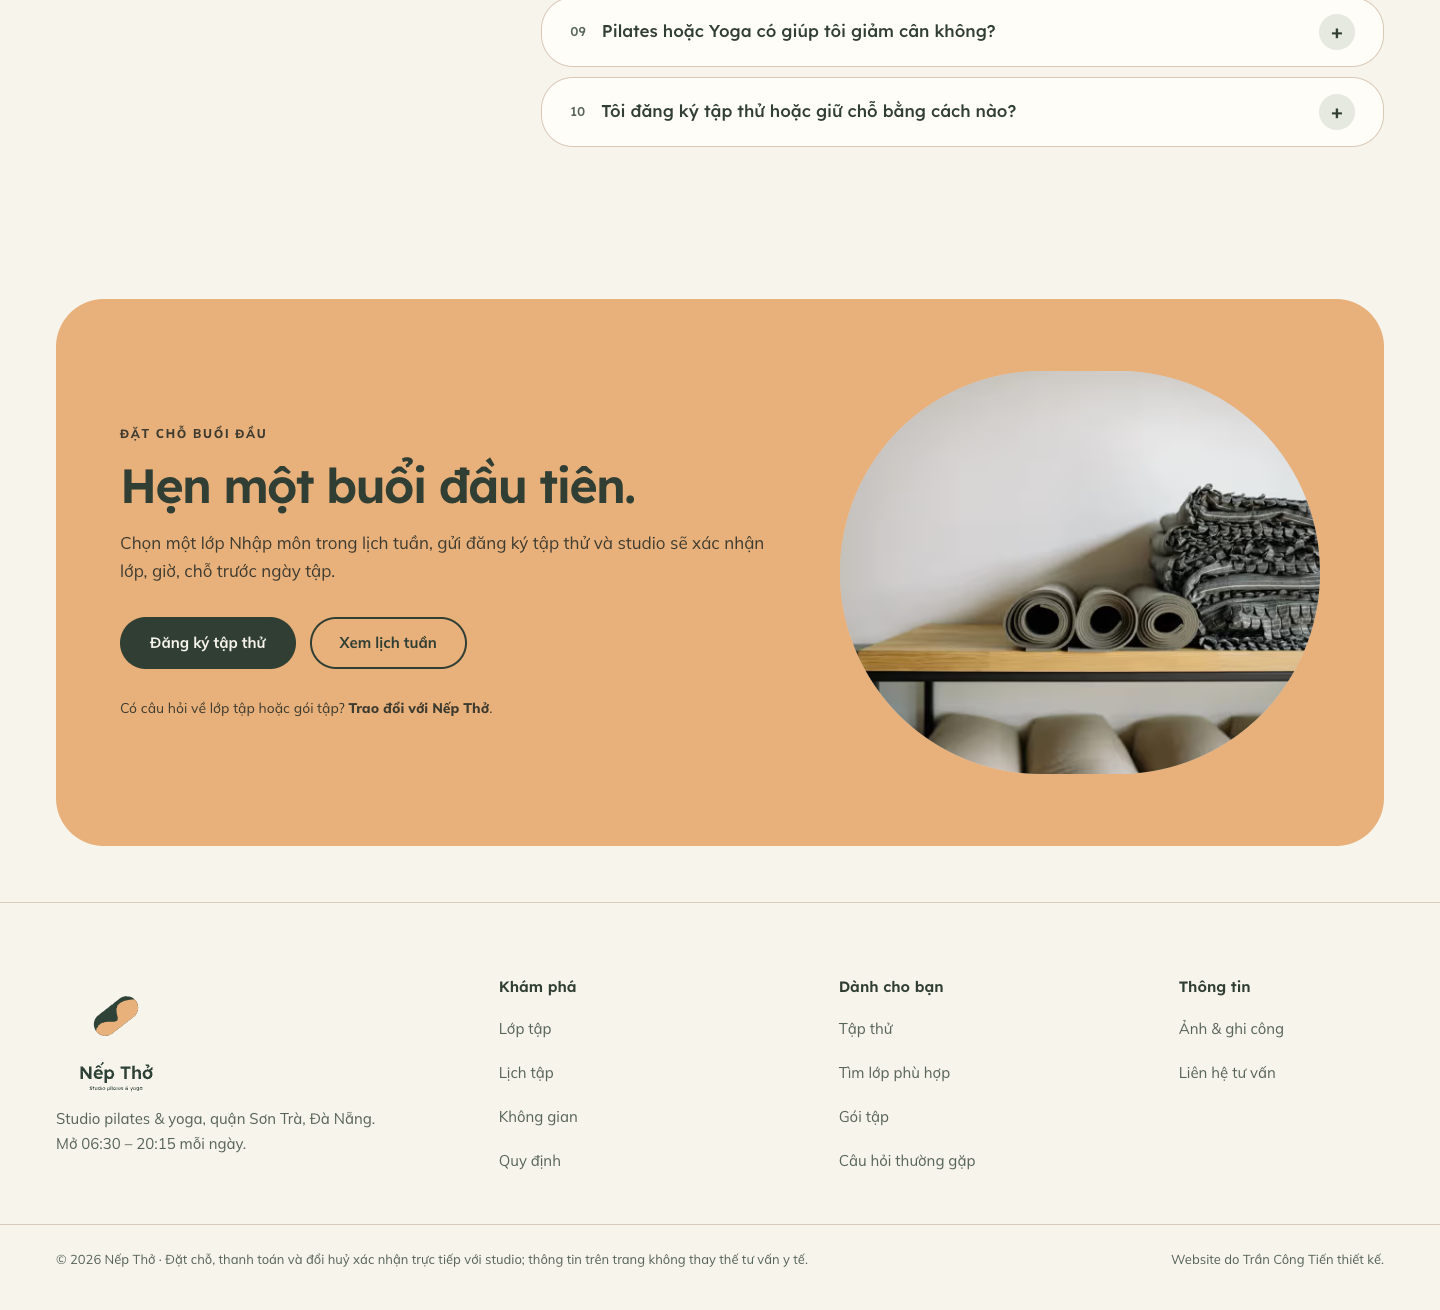 09 Pilates hoặc Yoga có giúp tôi giảm cân không? +
10 Tôi đăng ký tập thử hoặc giữ chỗ bằng cách nào? +
ĐẶT CHỖ BUỔI ĐẦU
Hẹn một buổi đầu tiên.
Chọn một lớp Nhập môn trong lịch tuần, gửi đăng ký tập thử và studio sẽ xác nhận
lớp, giờ, chỗ trước ngày tập.
Đăng ký tập thử
Xem lịch tuần
Có câu hỏi về lớp tập hoặc gói tập? Trao đổi với Nếp Thở.
Nếp Thở
Studio pilates & yoga
Studio pilates & yoga, quận Sơn Trà, Đà Nẵng.
Mở 06:30 – 20:15 mỗi ngày.
Khám phá
Lớp tập
Lịch tập
Không gian
Quy định
Dành cho bạn
Tập thử
Tìm lớp phù hợp
Gói tập
Câu hỏi thường gặp
Thông tin
Ảnh & ghi công
Liên hệ tư vấn
© 2026 Nếp Thở · Đặt chỗ, thanh toán và đổi huỷ xác nhận trực tiếp với studio; thông tin trên trang không thay thế tư vấn y tế.
Website do Trần Công Tiến thiết kế.